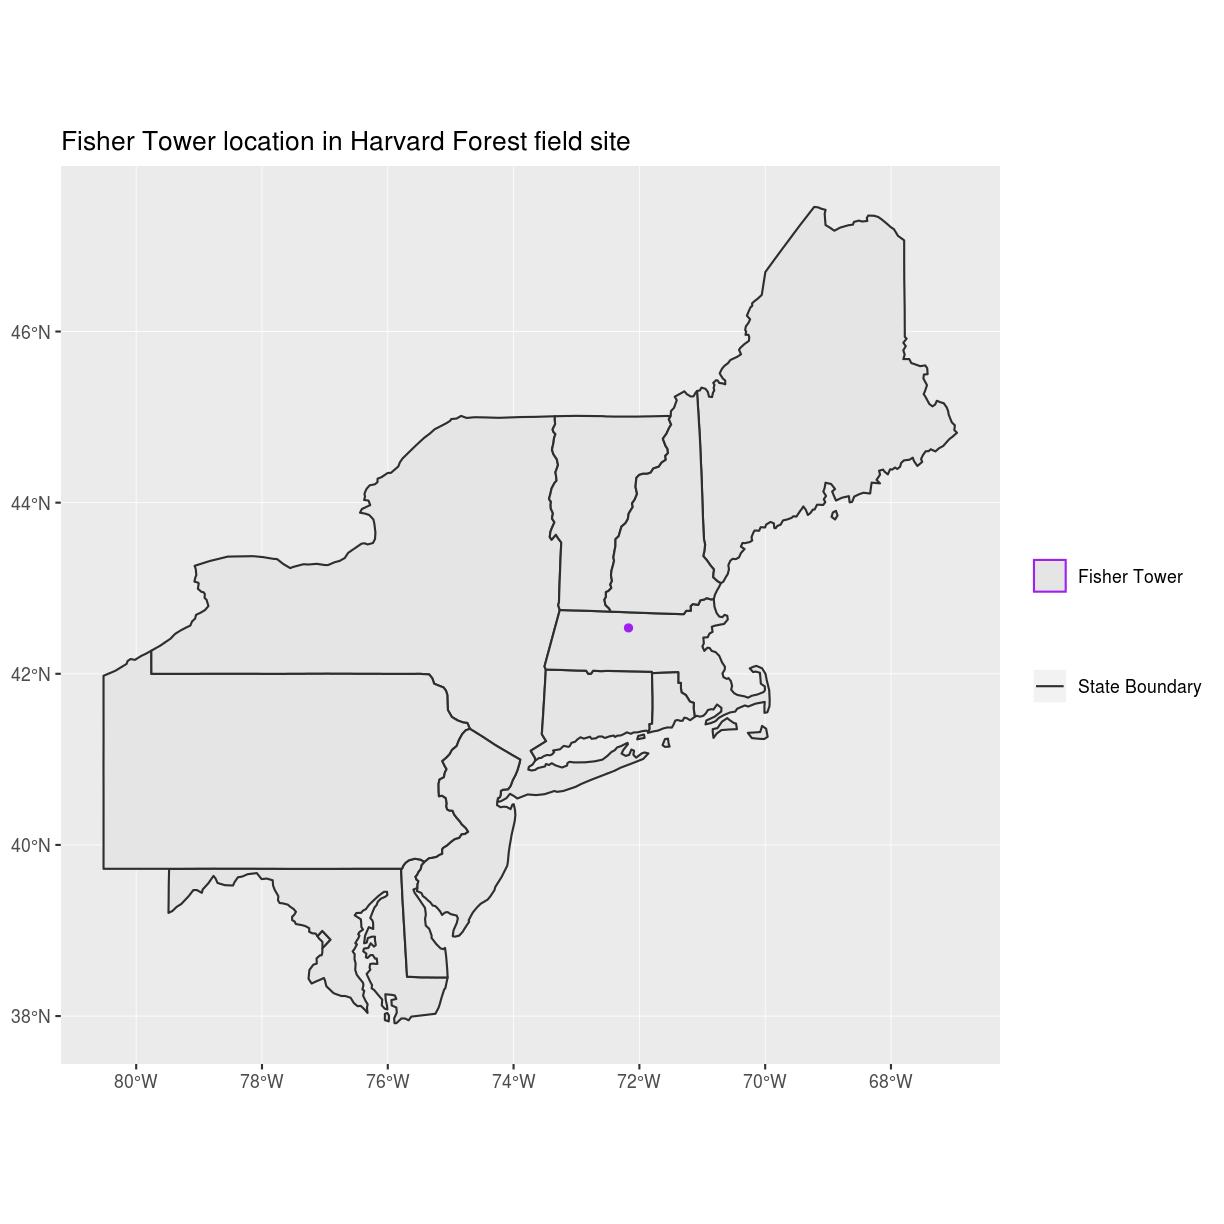 Fisher Tower location in Harvard Forest field site
46°N
44°N
42°N
40°N
38°N
80°W
78°W
76°W
74°W
72°W
70°W
68°W
Fisher Tower
State Boundary